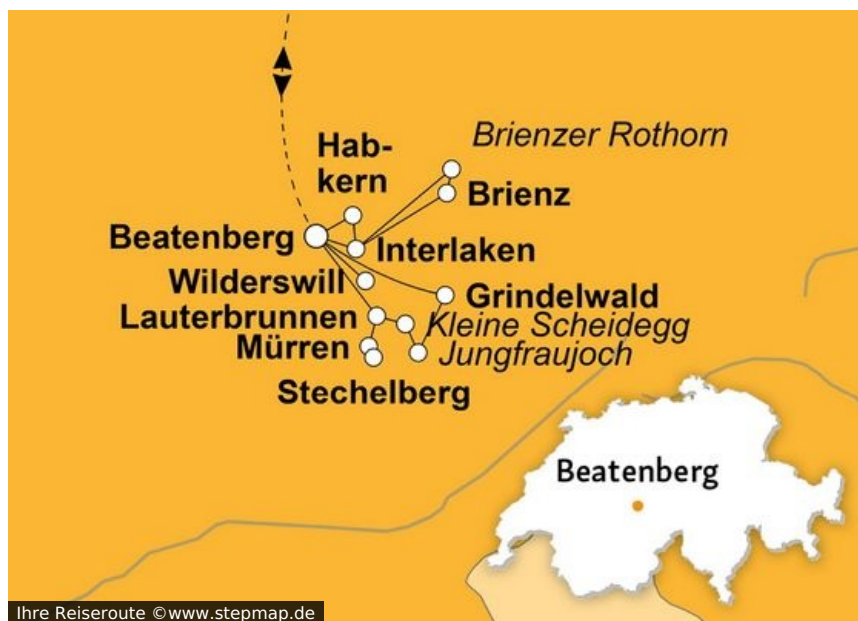 Brienzer Rothorn
Hab-
kern
Brienz
Beatenberg
Interlaken
Wilderswill
Grindelwald
Lauterbrunnen
Kleine Scheidegg
Mürren
Jungfraujoch
Stechelberg
Beatenberg
Ihre Reiseroute ©www.stepmap.de